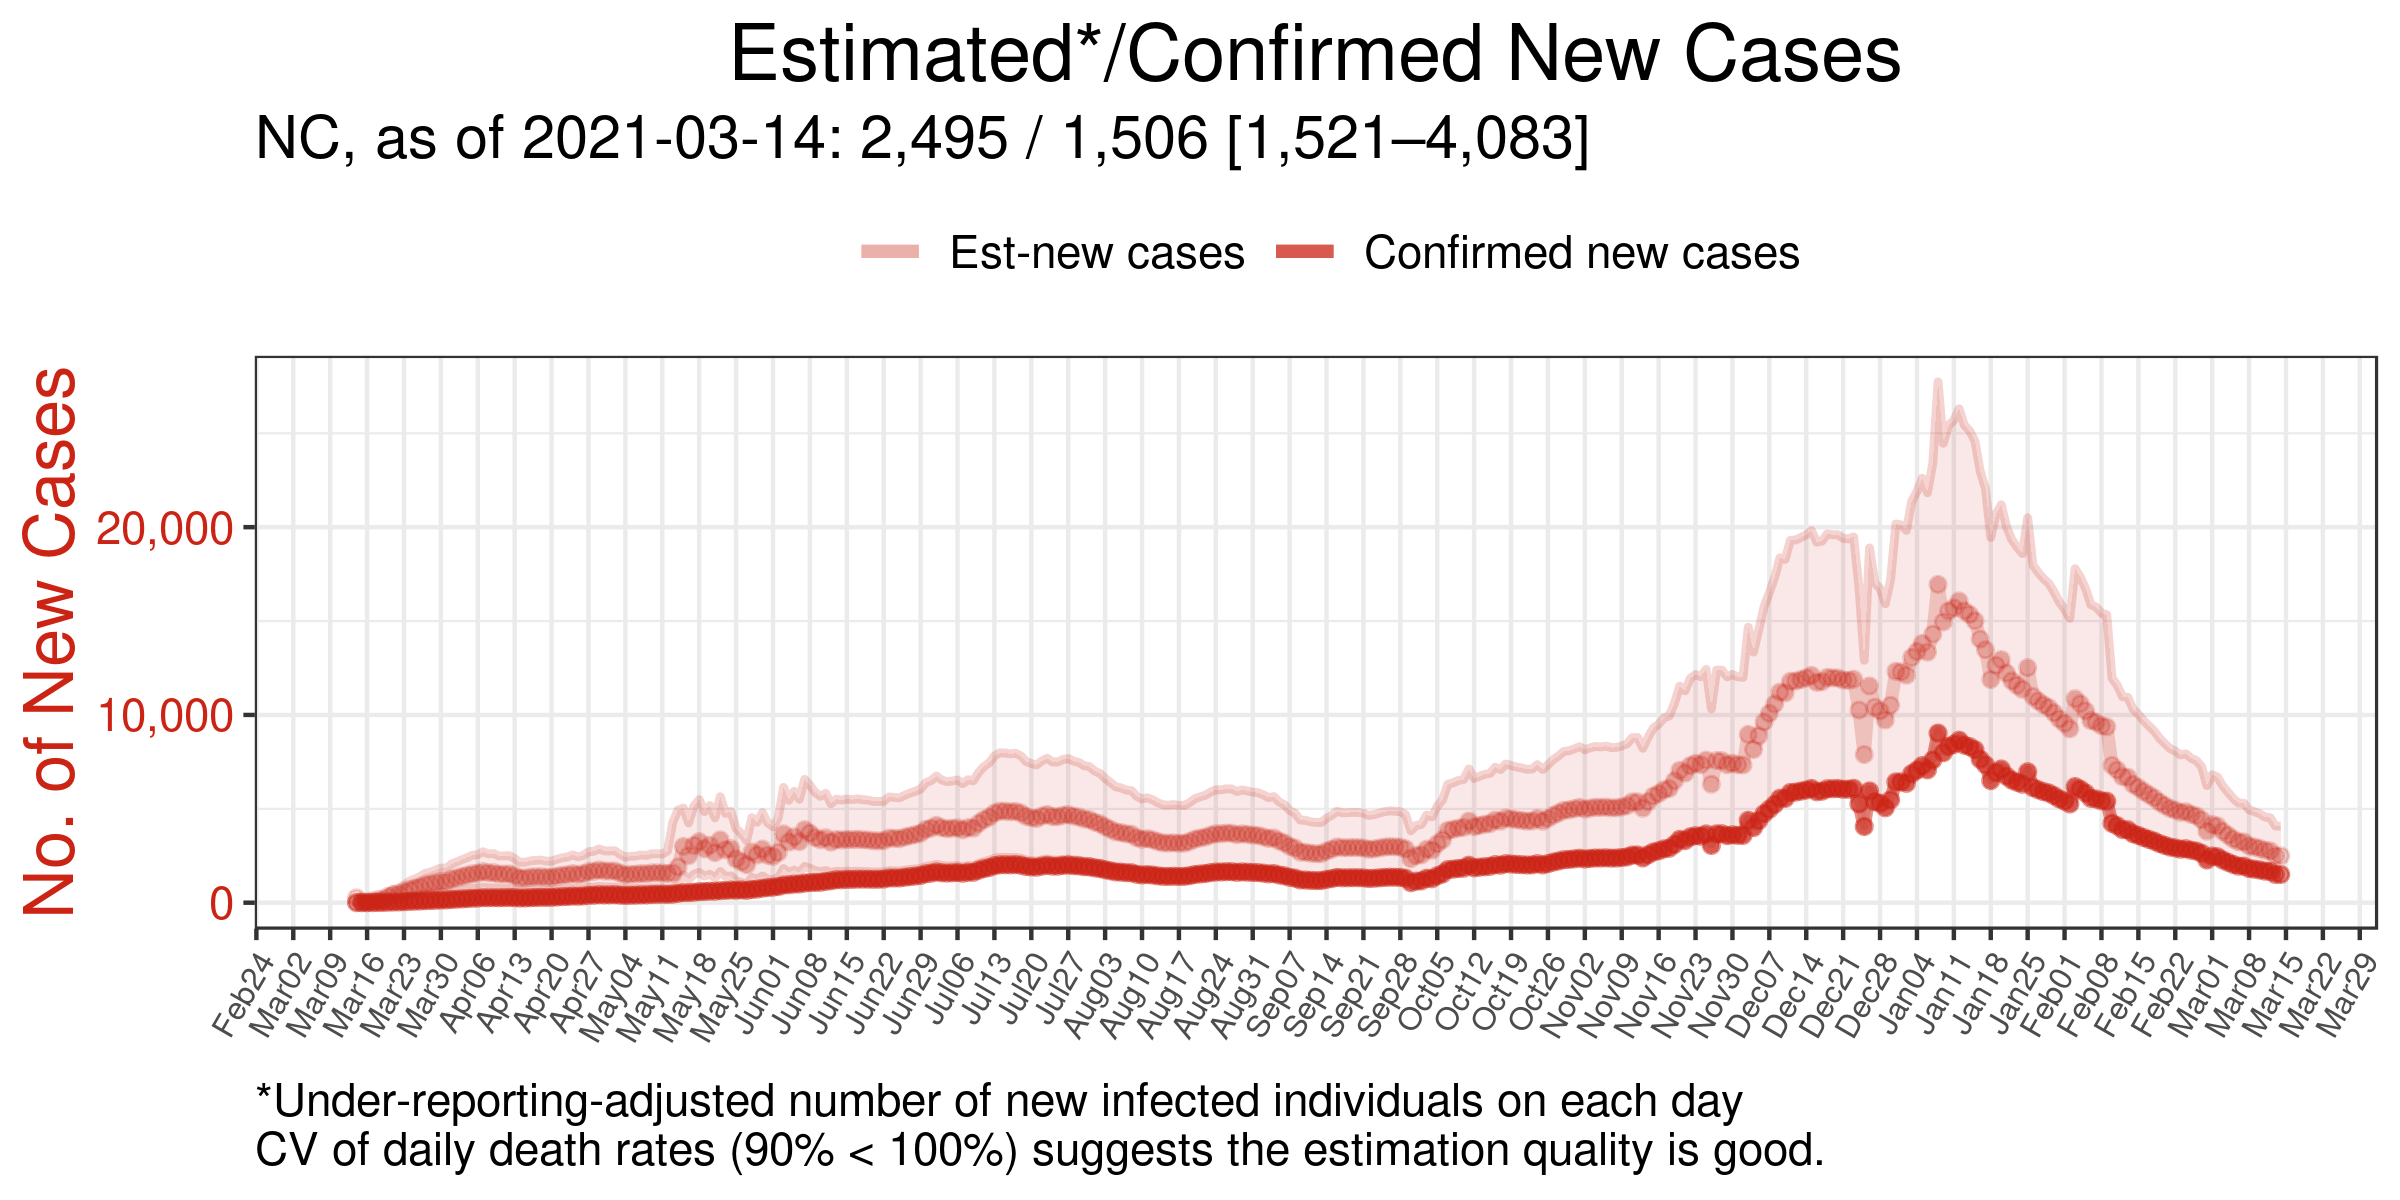 Estimated*/Confirmed New Cases
NC, as of 2021-03-14: 2,495 / 1,506 [1,521–4,083]
Est-new cases
Confirmed new cases
No. of New Cases
20,000
10,000
0
Feb24
Mar02
Mar09
Mar16
Mar23
Mar30
Apr06
Apr13
Apr20
Apr27
May04
May11
May18
May25
Jun01
Jun08
Jun15
Jun22
Jun29
Jul06
Jul13
Jul20
Jul27
Aug03
Aug10
Aug17
Aug24
Aug31
Sep07
Sep14
Sep21
Sep28
Oct05
Oct12
Oct19
Oct26
Nov02
Nov09
Nov16
Nov23
Nov30
Dec07
Dec14
Dec21
Dec28
Jan04
Jan11
Jan18
Jan25
Feb01
Feb08
Feb15
Feb22
Mar01
Mar08
Mar15
Mar22
Mar29
*Under-reporting-adjusted number of new infected individuals on each day
CV of daily death rates (90% < 100%) suggests the estimation quality is good.